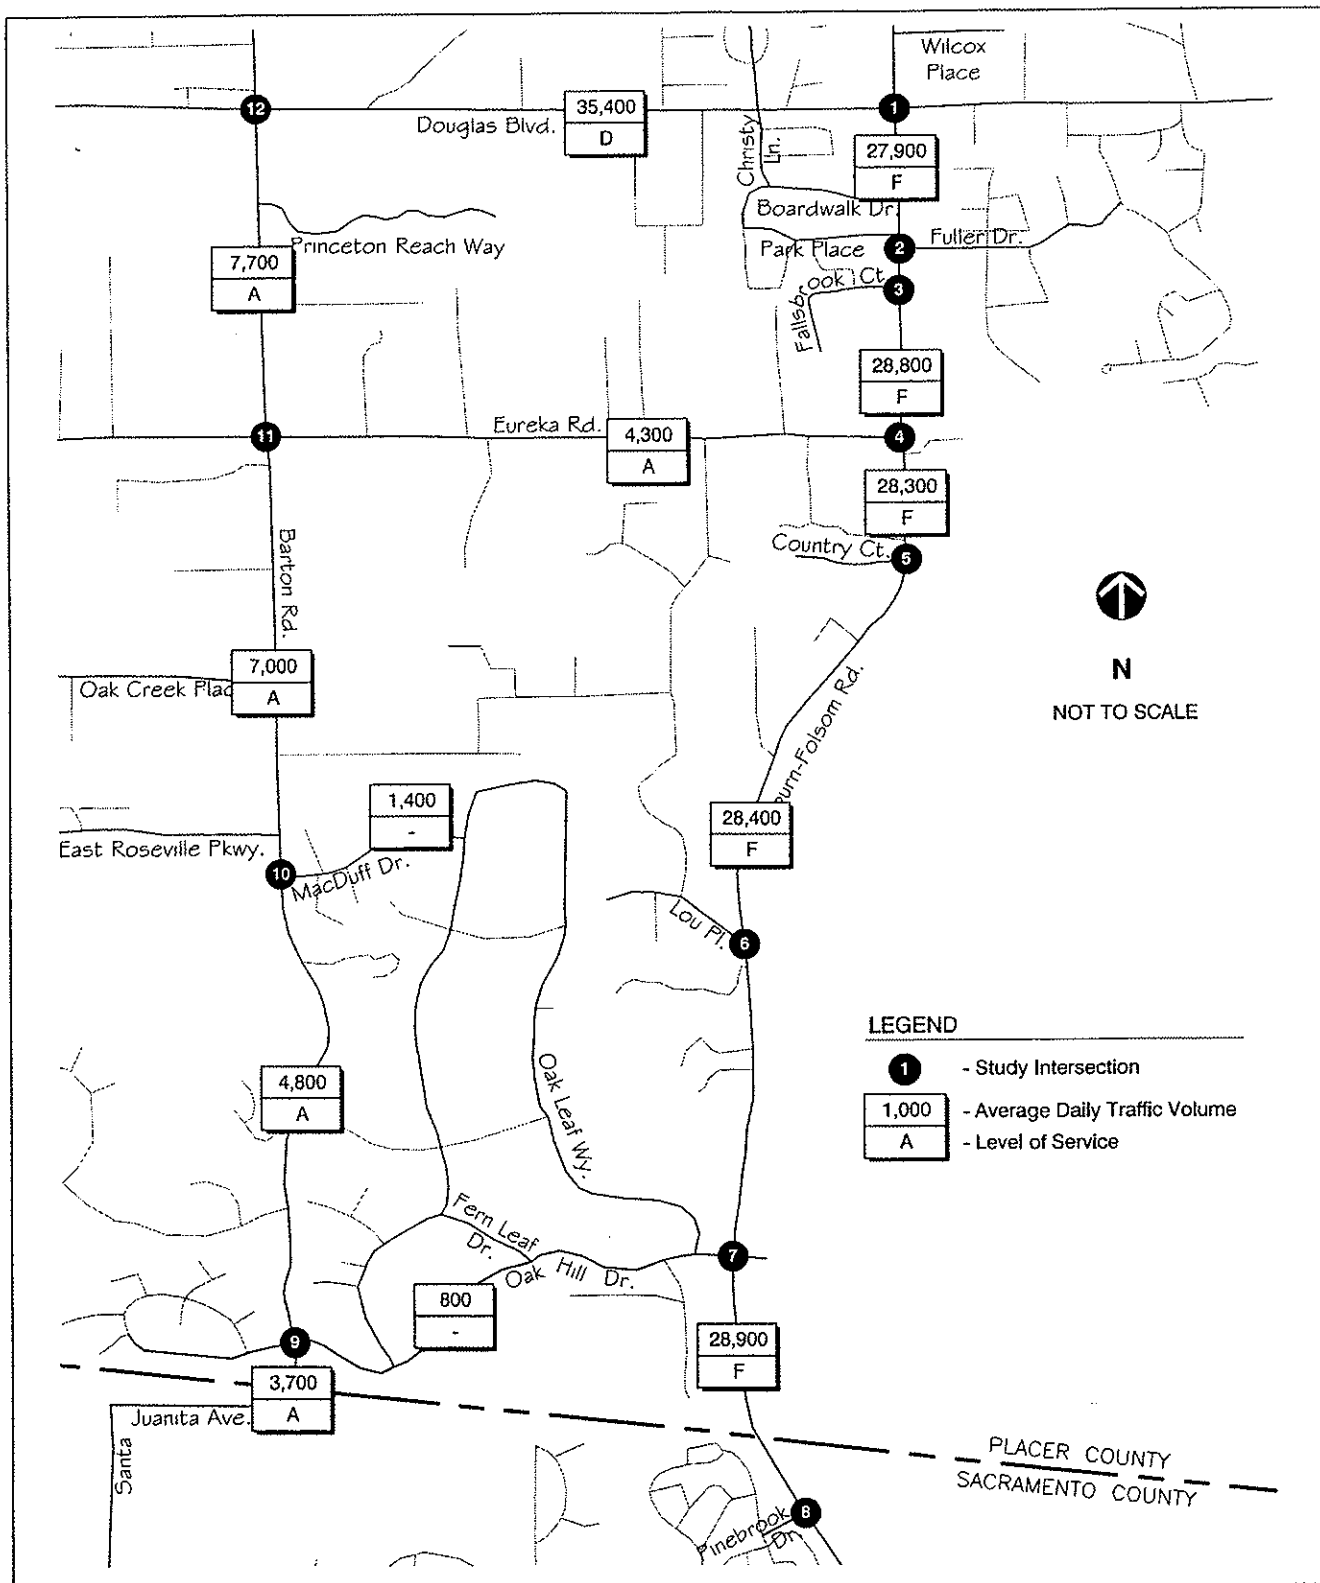 Wilcox
Place
12
35,400
D
1
Douglas Blvd.
Christy
Ln.
27,900
F
Boardwalk Dr.
Princeton Reach Way
Park Place
2
Fuller Dr.
7,700
A
Fallsbrook Ct.
3
28,800
F
Eureka Rd.
11
4,300
A
4
28,300
F
Barton Rd.
Country Ct.
5
N
NOT TO SCALE
7,000
A
Oak Creek Plac
burn-Folsom Rd.
1,400
-
28,400
F
East Roseville Pkwy.
10
MacDuff Dr.
Lou Pl.
6
LEGEND
1 - Study Intersection
1,000 - Average Daily Traffic Volume
A - Level of Service
4,800
A
Oak Leaf Wy.
Fern Leaf
Dr.
7
Oak Hill Dr.
800
-
9
28,900
F
3,700
A
Juanita Ave.
Santa
PLACER COUNTY
SACRAMENTO COUNTY
8
Pinebrook
Dr.